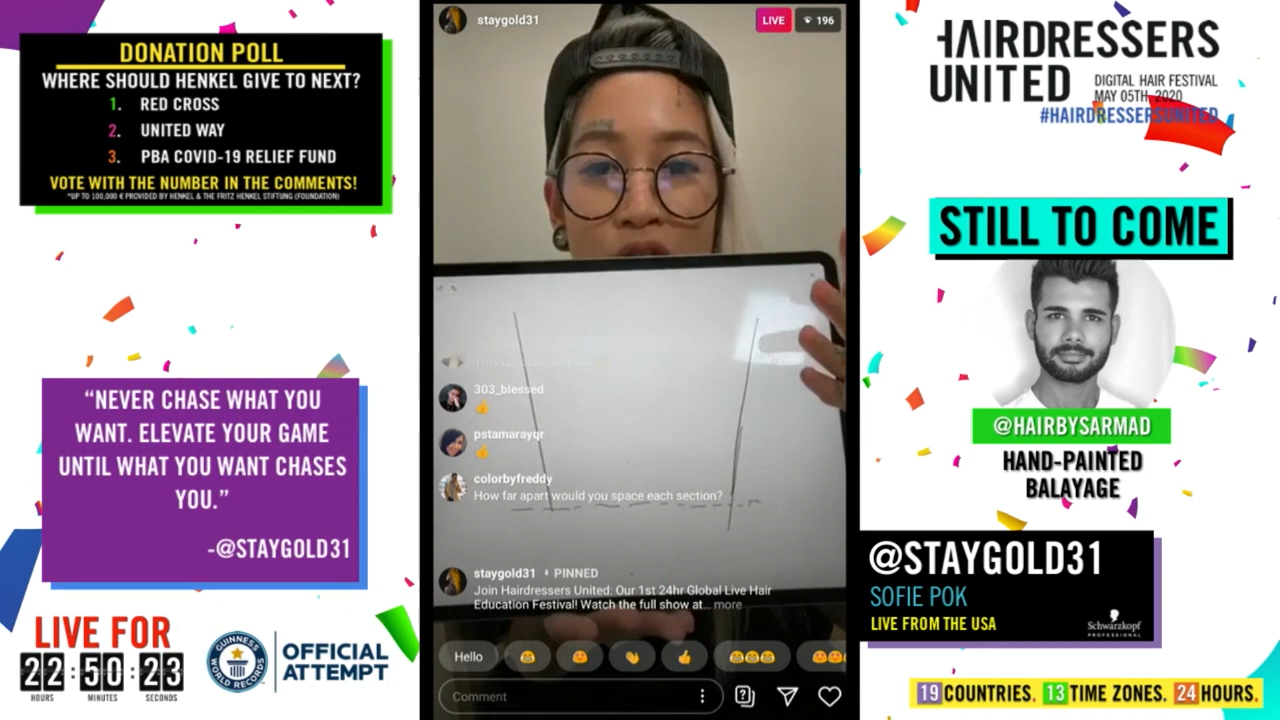 DONATION POLL
WHERE SHOULD HENKEL GIVE TO NEXT?
1. RED CROSS
2. UNITED WAY
3. PBA COVID-19 RELIEF FUND
VOTE WITH THE NUMBER IN THE COMMENTS!
*UP TO 100,000 € PROVIDED BY HENKEL & THE FRITZ HENKEL STIFTUNG (FOUNDATION)
“NEVER CHASE WHAT YOU
WANT. ELEVATE YOUR GAME
UNTIL WHAT YOU WANT CHASES
YOU.”
-@STAYGOLD31
LIVE FOR
22:50:23
HOURS MINUTES SECONDS
GUINNESS
WORLD RECORDS
OFFICIAL
ATTEMPT
staygold31
LIVE
196
303_blessed
👍
pstamarayqr
👍
colorbyfreddy
How far apart would you space each section?
staygold31 PINNED
Join Hairdressers United: Our 1st 24hr Global Live Hair
Education Festival! Watch the full show at... more
Hello
Comment
HAIRDRESSERS
UNITED
DIGITAL HAIR FESTIVAL
MAY 05TH, 2020
#HAIRDRESSERSUNITED
STILL TO COME
@HAIRBYSARMAD
HAND-PAINTED
BALAYAGE
@STAYGOLD31
SOFIE POK
LIVE FROM THE USA
Schwarzkopf
PROFESSIONAL
19 COUNTRIES. 13 TIME ZONES. 24 HOURS.